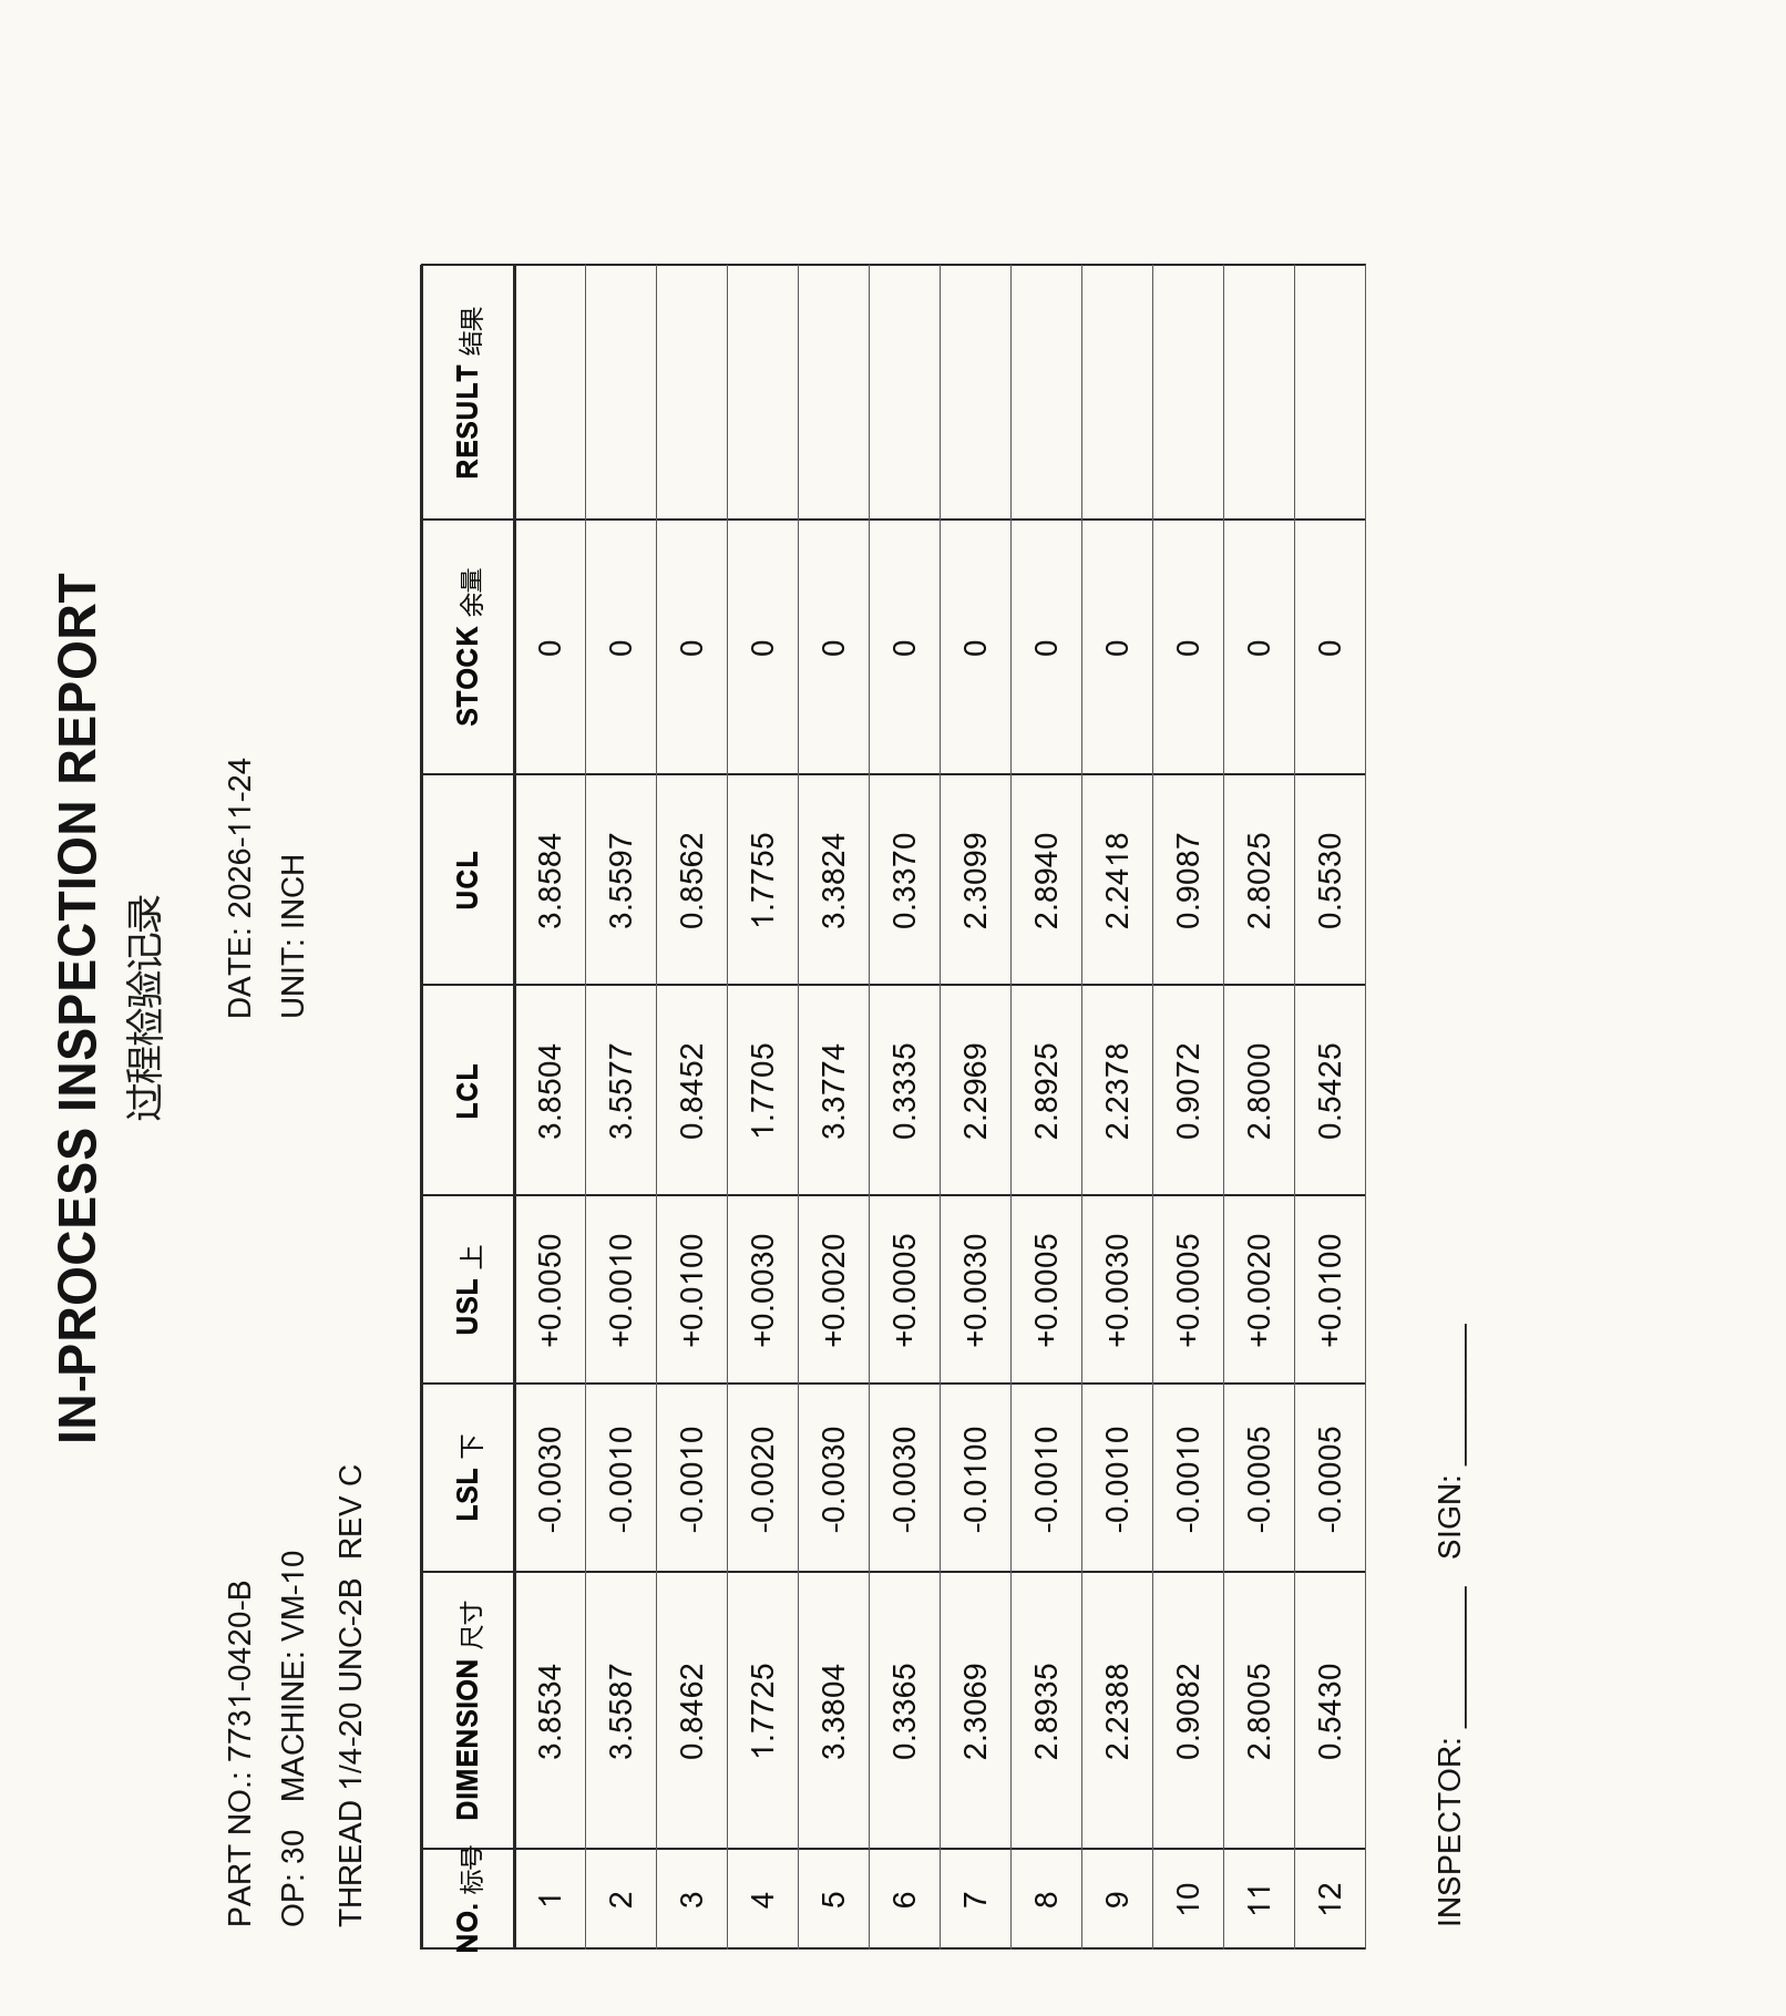 IN-PROCESS INSPECTION REPORT
过程检验记录
PART NO.: 7731-0420-B DATE: 2026-11-24
OP: 30 MACHINE: VM-10 UNIT: INCH
THREAD 1/4-20 UNC-2B REV C
NO. 标号 DIMENSION 尺寸 LSL 下 USL 上 LCL UCL STOCK 余量 RESULT 结果
1 3.8534 -0.0030 +0.0050 3.8504 3.8584 0
2 3.5587 -0.0010 +0.0010 3.5577 3.5597 0
3 0.8462 -0.0010 +0.0100 0.8452 0.8562 0
4 1.7725 -0.0020 +0.0030 1.7705 1.7755 0
5 3.3804 -0.0030 +0.0020 3.3774 3.3824 0
6 0.3365 -0.0030 +0.0005 0.3335 0.3370 0
7 2.3069 -0.0100 +0.0030 2.2969 2.3099 0
8 2.8935 -0.0010 +0.0005 2.8925 2.8940 0
9 2.2388 -0.0010 +0.0030 2.2378 2.2418 0
10 0.9082 -0.0010 +0.0005 0.9072 0.9087 0
11 2.8005 -0.0005 +0.0020 2.8000 2.8025 0
12 0.5430 -0.0005 +0.0100 0.5425 0.5530 0
INSPECTOR: ________ SIGN: ________